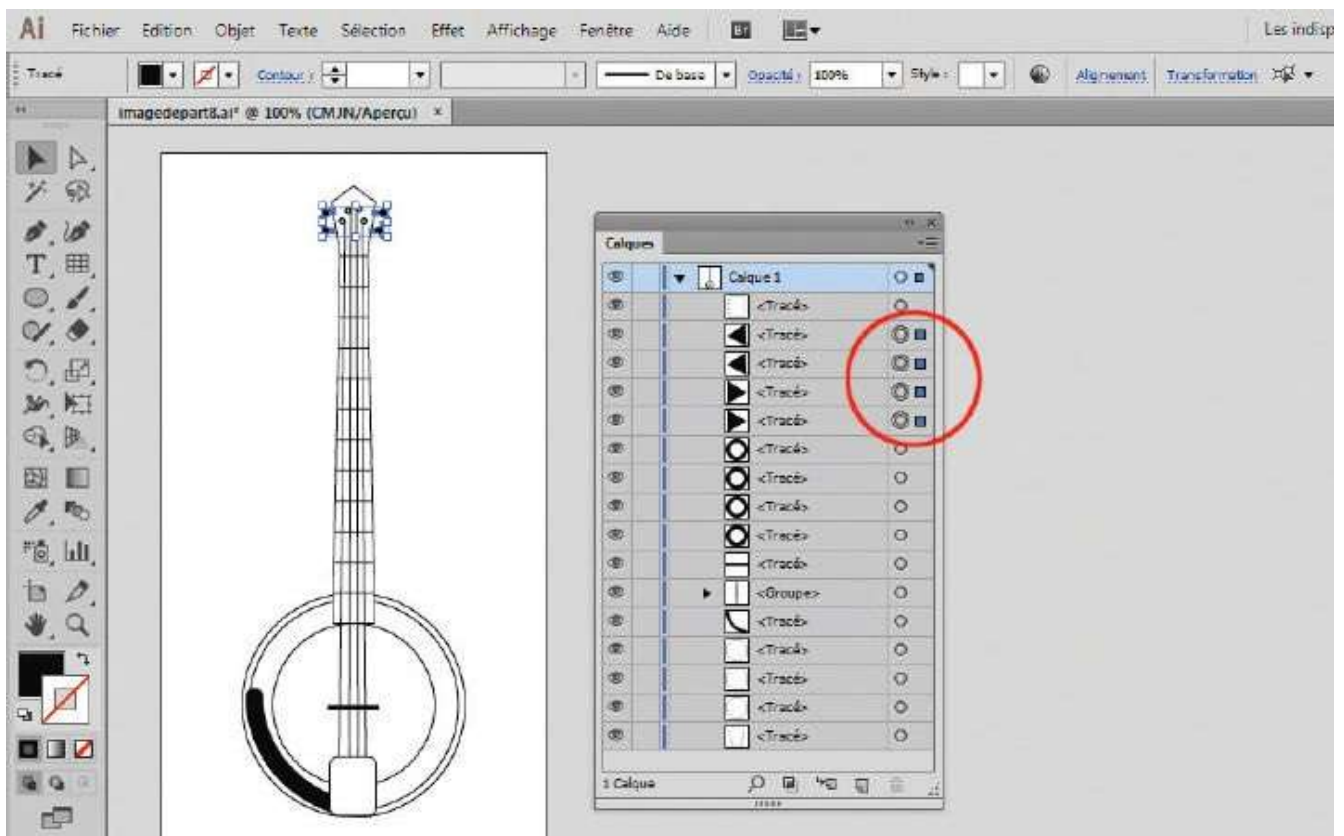 Ai Fichier Edition Objet Texte Sélection Effet Affichage Fenêtre Aide Br Les indisp
Tracé Contour : De base Opacité : 100% Style : Alignement Transformation
imagedepart8.ai* @ 100% (CMJN/Aperçu) ×
Calques
Calque 1
<Tracé>
<Tracé>
<Tracé>
<Tracé>
<Tracé>
<Tracé>
<Tracé>
<Tracé>
<Tracé>
<Tracé>
<Groupe>
<Tracé>
<Tracé>
<Tracé>
<Tracé>
<Tracé>
1 Calque